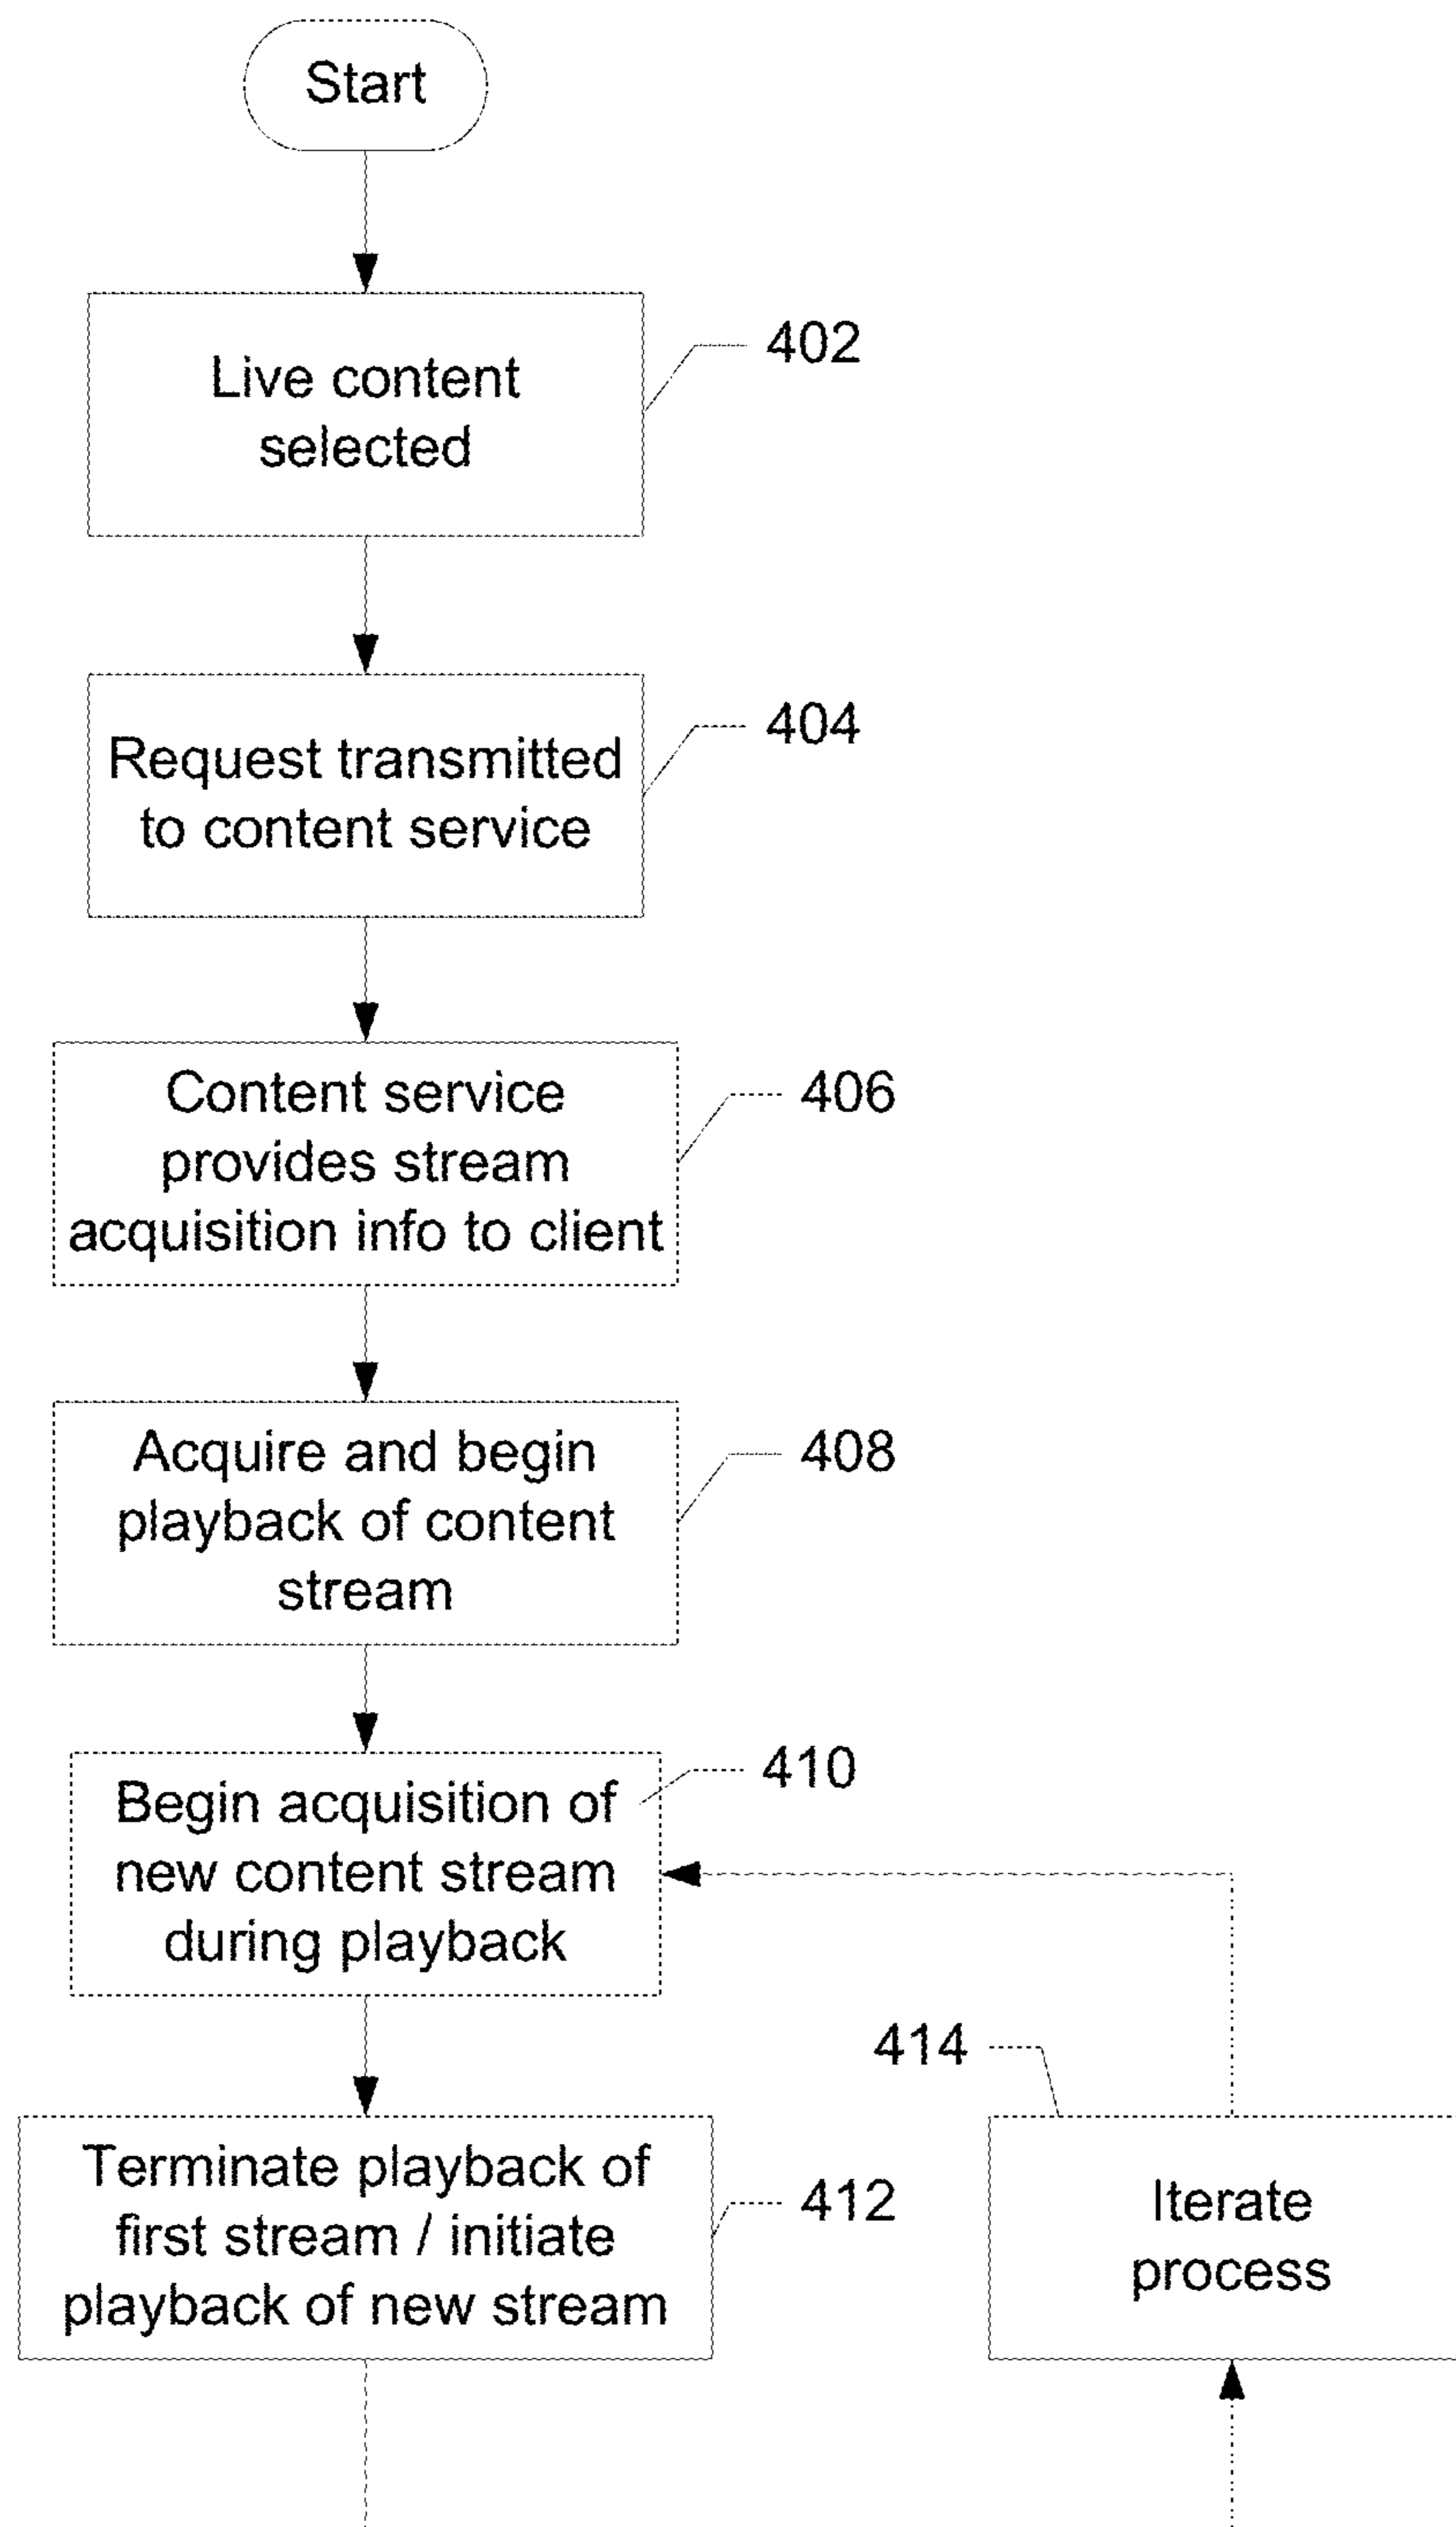 Start
Live content
selected
402
Request transmitted
to content service
404
Content service
provides stream
acquisition info to client
406
Acquire and begin
playback of content
stream
408
Begin acquisition of
new content stream
during playback
410
Terminate playback of
first stream / initiate
playback of new stream
412
414
Iterate
process